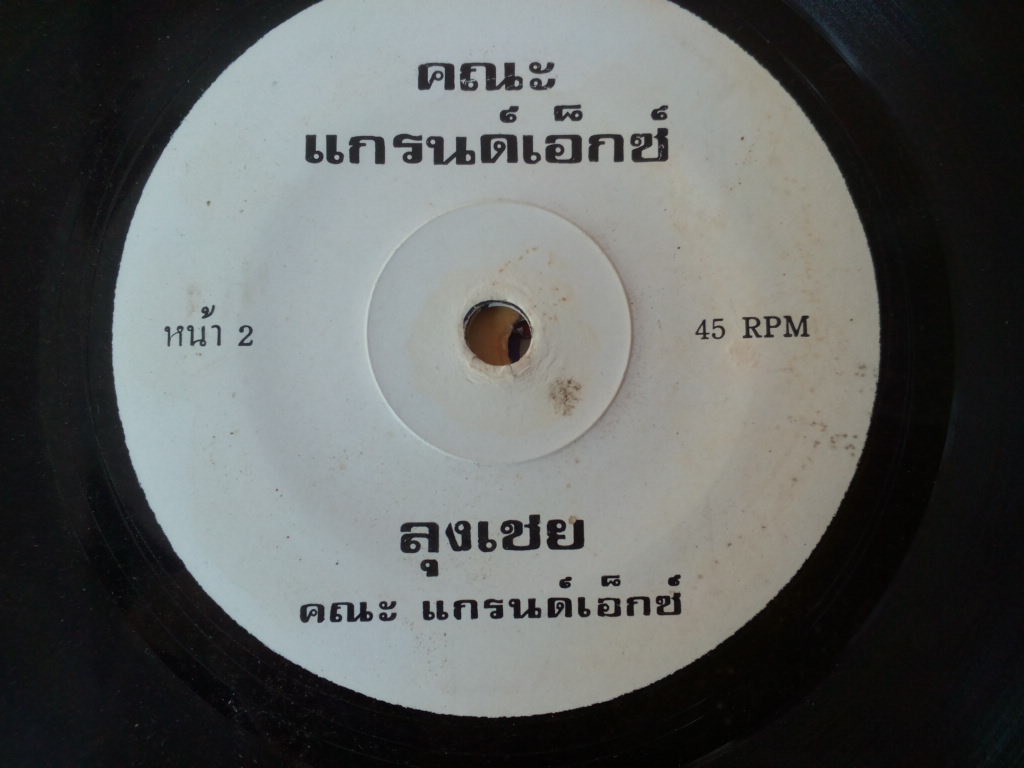 คณะ
แกรนด์เอ็กซ์
หน้า 2
45 RPM
ลุงเชย
คณะ แกรนด์เอ็กซ์